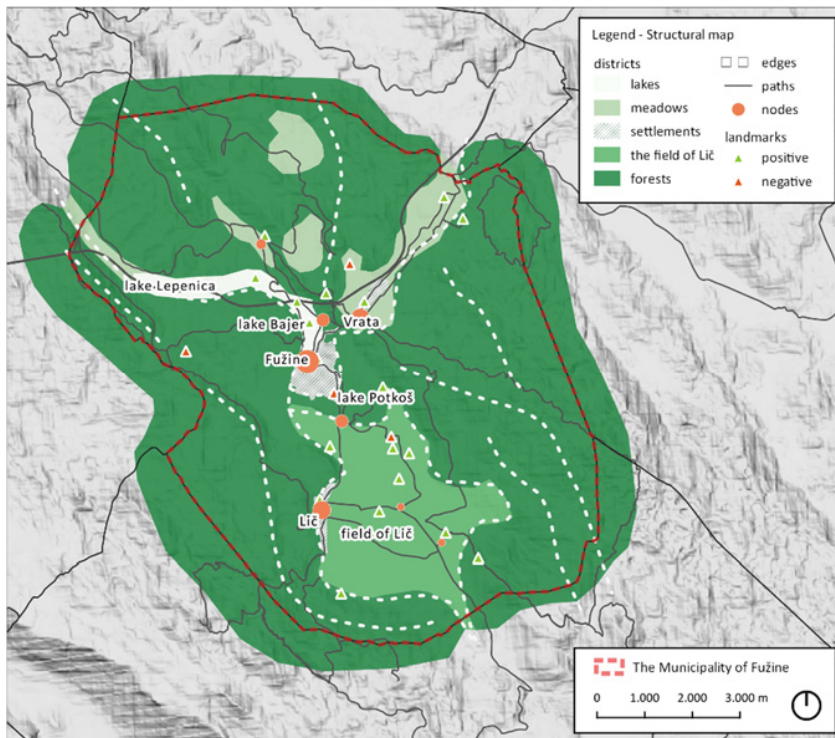 Legend - Structural map
districts
lakes
meadows
settlements
the field of Lič
forests
edges
paths
nodes
landmarks
positive
negative
lake Lepenica
lake Bajer
Vrata
Fužine
lake Potkoš
Lič
field of Lič
The Municipality of Fužine
0 1.000 2.000 3.000 m